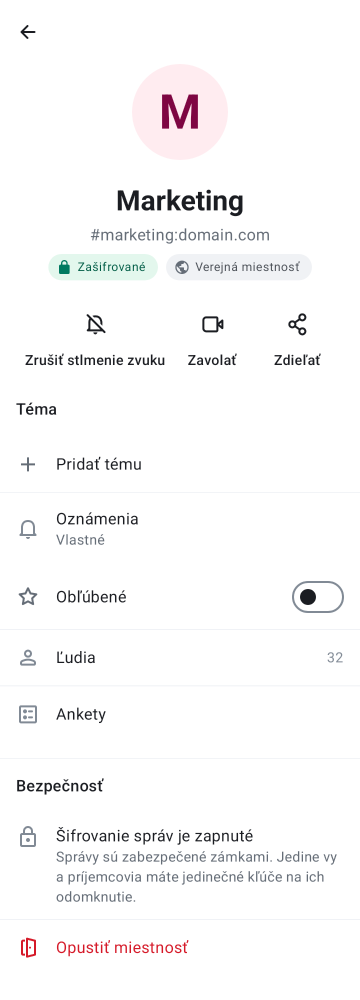 M
Marketing
#marketing:domain.com
Zašifrované
Verejná miestnosť
Zrušiť stlmenie zvuku
Zavolať
Zdieľať
Téma
Pridať tému
Oznámenia
Vlastné
Obľúbené
Ľudia
32
Ankety
Bezpečnosť
Šifrovanie správ je zapnuté
Správy sú zabezpečené zámkami. Jedine vy
a príjemcovia máte jedinečné kľúče na ich
odomknutie.
Opustiť miestnosť